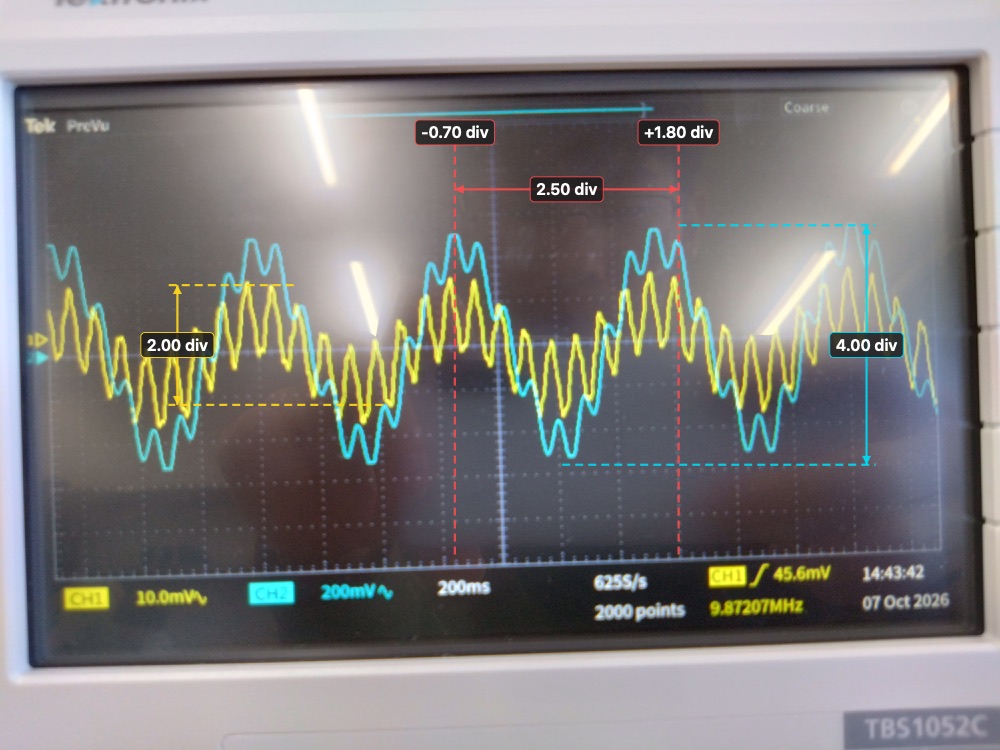 Tek PreVu
Coarse
-0.70 div
+1.80 div
2.50 div
2.00 div
4.00 div
1
2
CH1 10.0mV CH2 200mV 200ms 625S/s CH1 45.6mV 14:43:42
2000 points 9.87207MHz 07 Oct 2026
TBS1052C